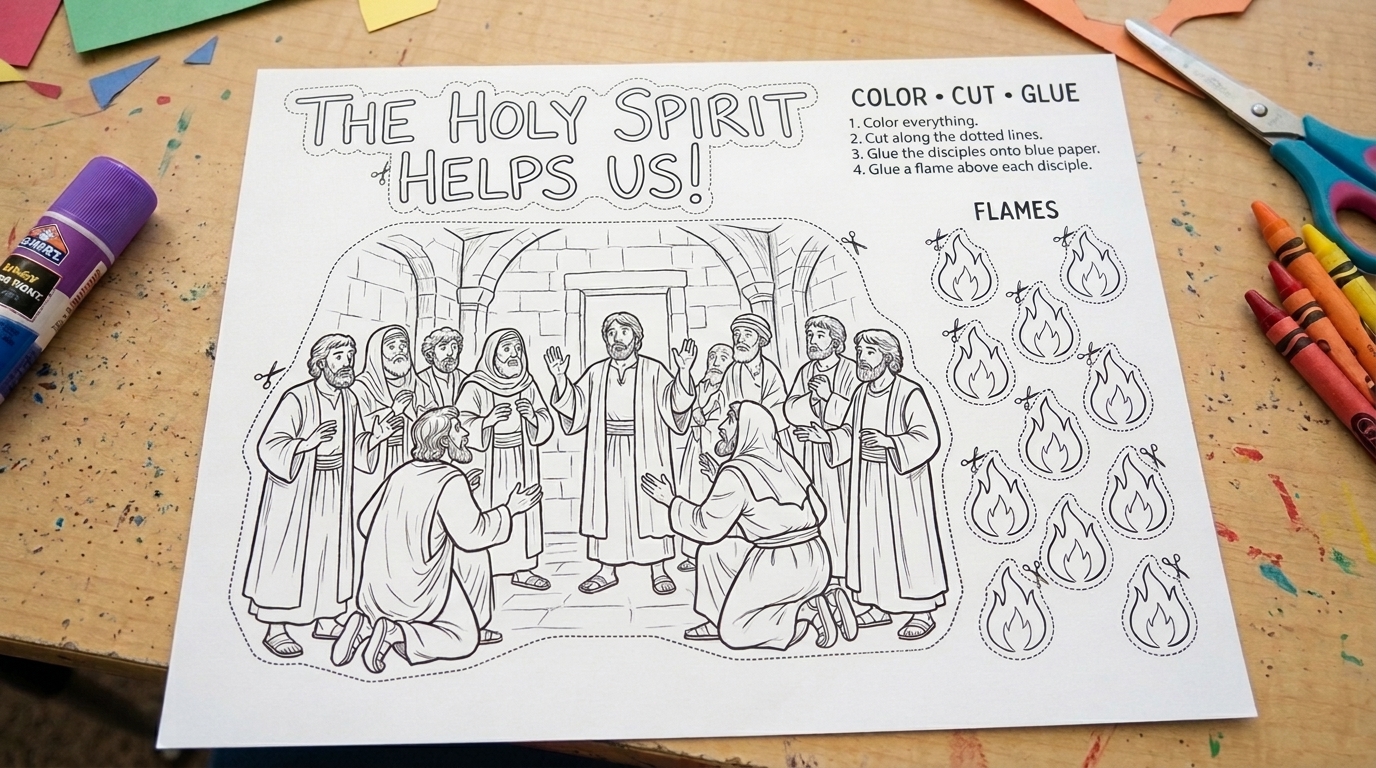 THE HOLY SPIRIT
HELPS US!
COLOR • CUT • GLUE
1. Color everything.
2. Cut along the dotted lines.
3. Glue the disciples onto blue paper.
4. Glue a flame above each disciple.
FLAMES